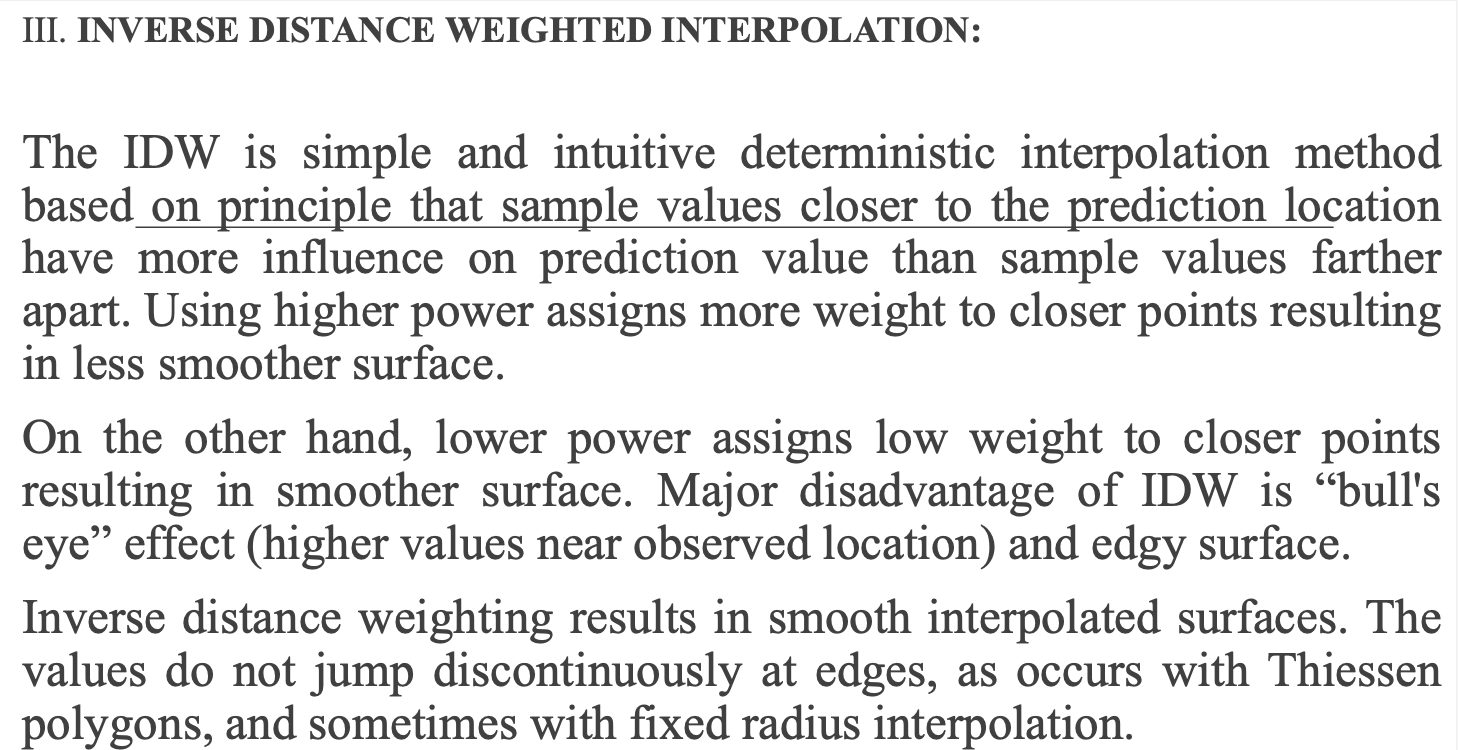 III. INVERSE DISTANCE WEIGHTED INTERPOLATION:
The IDW is simple and intuitive deterministic interpolation method
based on principle that sample values closer to the prediction location
have more influence on prediction value than sample values farther
apart. Using higher power assigns more weight to closer points resulting
in less smoother surface.
On the other hand, lower power assigns low weight to closer points
resulting in smoother surface. Major disadvantage of IDW is “bull's
eye” effect (higher values near observed location) and edgy surface.
Inverse distance weighting results in smooth interpolated surfaces. The
values do not jump discontinuously at edges, as occurs with Thiessen
polygons, and sometimes with fixed radius interpolation.